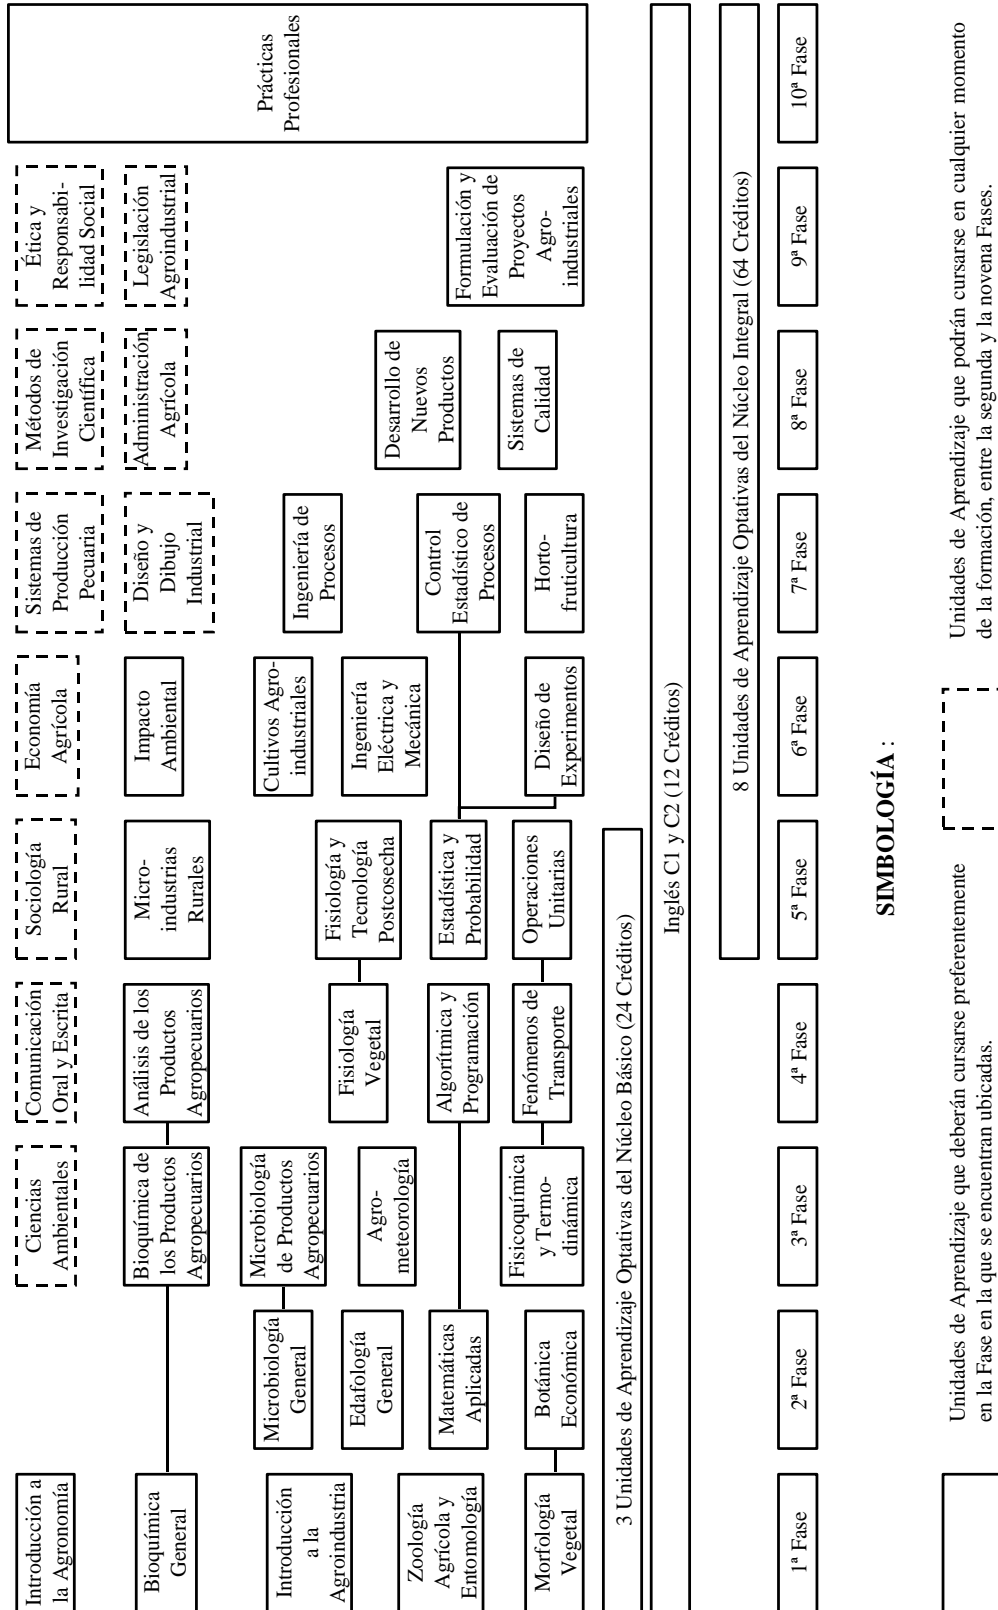 Introducción a
la Agronomía
Bioquímica
General
Introducción
a la
Agroindustria
Zoología
Agrícola y
Entomología
Morfología
Vegetal
Microbiología
General
Edafología
General
Matemáticas
Aplicadas
Botánica
Económica
Ciencias
Ambientales
Bioquímica de
los Productos
Agropecuarios
Microbiología
de Productos
Agropecuarios
Agro-
meteorología
Fisicoquímica
y Termo-
dinámica
Comunicación
Oral y Escrita
Análisis de los
Productos
Agropecuarios
Fisiología
Vegetal
Algorítmica y
Programación
Fenómenos de
Transporte
Sociología
Rural
Micro-
industrias
Rurales
Fisiología y
Tecnología
Postcosecha
Estadística y
Probabilidad
Operaciones
Unitarias
Economía
Agrícola
Impacto
Ambiental
Cultivos Agro-
industriales
Ingeniería
Eléctrica y
Mecánica
Diseño de
Experimentos
Sistemas de
Producción
Pecuaria
Diseño y
Dibujo
Industrial
Ingeniería de
Procesos
Control
Estadístico de
Procesos
Horto-
fruticultura
Métodos de
Investigación
Científica
Administración
Agrícola
Desarrollo de
Nuevos
Productos
Sistemas de
Calidad
Ética y
Responsabi-
lidad Social
Legislación
Agroindustrial
Formulación y
Evaluación de
Proyectos
Agro-
industriales
Prácticas
Profesionales
3 Unidades de Aprendizaje Optativas del Núcleo Básico (24 Créditos)
Inglés C1 y C2 (12 Créditos)
8 Unidades de Aprendizaje Optativas del Núcleo Integral (64 Créditos)
1ª Fase
2ª Fase
3ª Fase
4ª Fase
5ª Fase
6ª Fase
7ª Fase
8ª Fase
9ª Fase
10ª Fase
SIMBOLOGÍA :
Unidades de Aprendizaje que deberán cursarse preferentemente
en la Fase en la que se encuentran ubicadas.
Unidades de Aprendizaje que podrán cursarse en cualquier momento
de la formación, entre la segunda y la novena Fases.